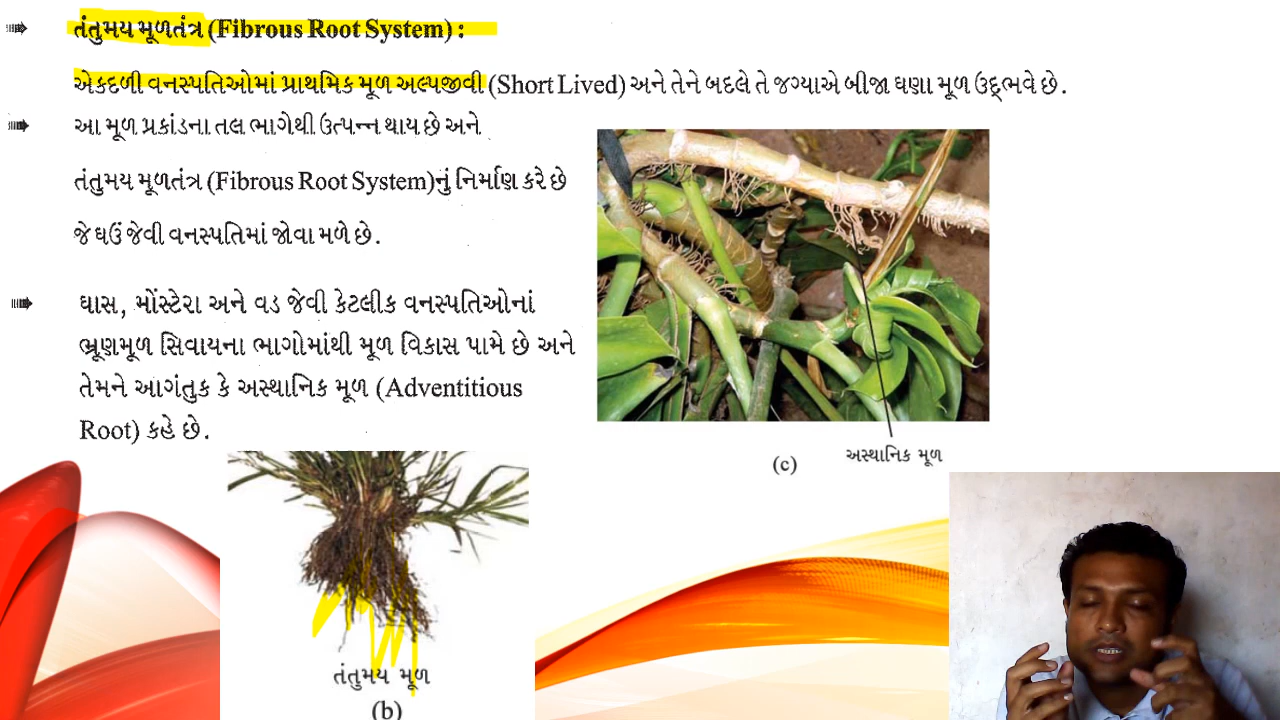 તંતુમય મૂળતંત્ર (Fibrous Root System) :
એકદળી વનસ્પતિઓમાં પ્રાથમિક મૂળ અલ્પજીવી (Short Lived) અને તેને બદલે તે જગ્યાએ બીજા ઘણા મૂળ ઉદ્દભવે છે.
આ મૂળ પ્રકાંડના તલ ભાગેથી ઉત્પન્ન થાય છે અને
તંતુમય મૂળતંત્ર (Fibrous Root System)નું નિર્માણ કરે છે
જે ઘઉં જેવી વનસ્પતિમાં જોવા મળે છે.
ઘાસ, મોંસ્ટેરા અને વડ જેવી કેટલીક વનસ્પતિઓનાં
ભ્રૂણમૂળ સિવાયના ભાગોમાંથી મૂળ વિકાસ પામે છે અને
તેમને આગંતુક કે અસ્થાનિક મૂળ (Adventitious
Root) કહે છે.
અસ્થાનિક મૂળ
(c)
તંતુમય મૂળ
(b)